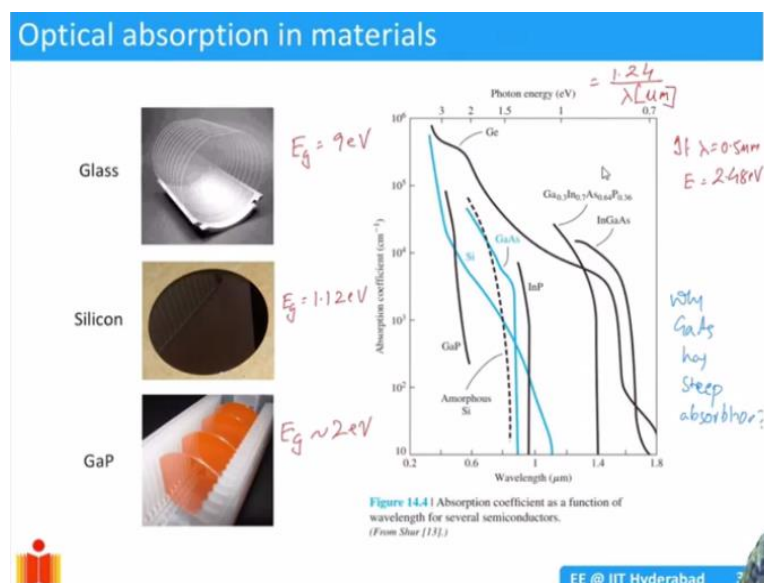 Optical absorption in materials
Glass
E_g = 9eV
Silicon
E_g = 1.12eV
GaP
E_g ~ 2eV
= 1.24 / λ[um]
Photon energy (eV)
3 2 1.5 1 0.7
10^6
10^5
10^4
10^3
10^2
10
Absorption coefficient (cm^-1)
Ge
Ga0.3In0.7As0.64P0.36
InGaAs
Si
GaAs
InP
GaP
Amorphous
Si
0.2 0.6 1 1.4 1.8
Wavelength (μm)
If λ=0.5um
E = 2.48eV
why
GaAs
has
steep
absorbtion?
Figure 14.4 | Absorption coefficient as a function of
wavelength for several semiconductors.
(From Shur [13].)
EE @ IIT Hyderabad